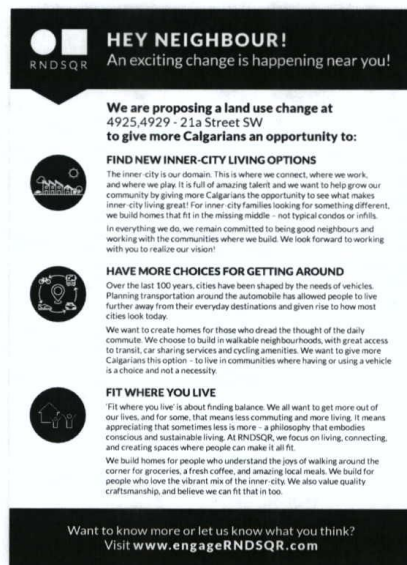 HEY NEIGHBOUR!
An exciting change is happening near you!
RNDSQR
We are proposing a land use change at
4925,4929 - 21a Street SW
to give more Calgarians an opportunity to:
FIND NEW INNER-CITY LIVING OPTIONS
The inner-city is our domain. This is where we connect, where we work,
and where we play. It is full of amazing talent and we want to help grow our
community by giving more Calgarians the opportunity to see what makes
inner-city living great! For inner-city families looking for something different,
we build homes that fit in the missing middle – not typical condos or infills.
In everything we do, we remain committed to being good neighbours and
working with the communities where we build. We look forward to working
with you to realize our vision!
HAVE MORE CHOICES FOR GETTING AROUND
Over the last 100 years, cities have been shaped by the needs of vehicles.
Planning transportation around the automobile has allowed people to live
further away from their everyday destinations and given rise to how most
cities look today.
We want to create homes for those who dread the thought of the daily
commute. We choose to build in walkable neighbourhoods, with great access
to transit, car sharing services and cycling amenities. We want to give more
Calgarians this option – to live in communities where having or using a vehicle
is a choice and not a necessity.
FIT WHERE YOU LIVE
'Fit where you live' is about finding balance. We all want to get more out of
our lives, and for some, that means less commuting and more living. It means
appreciating that sometimes less is more – a philosophy that embodies
conscious and sustainable living. At RNDSQR, we focus on living, connecting,
and creating spaces where people can make it all fit.
We build homes for people who understand the joys of walking around the
corner for groceries, a fresh coffee, and amazing local meals. We build for
people who love the vibrant mix of the inner-city. We also value quality
craftsmanship, and believe we can fit that in too.
Want to know more or let us know what you think?
Visit www.engageRNDSQR.com